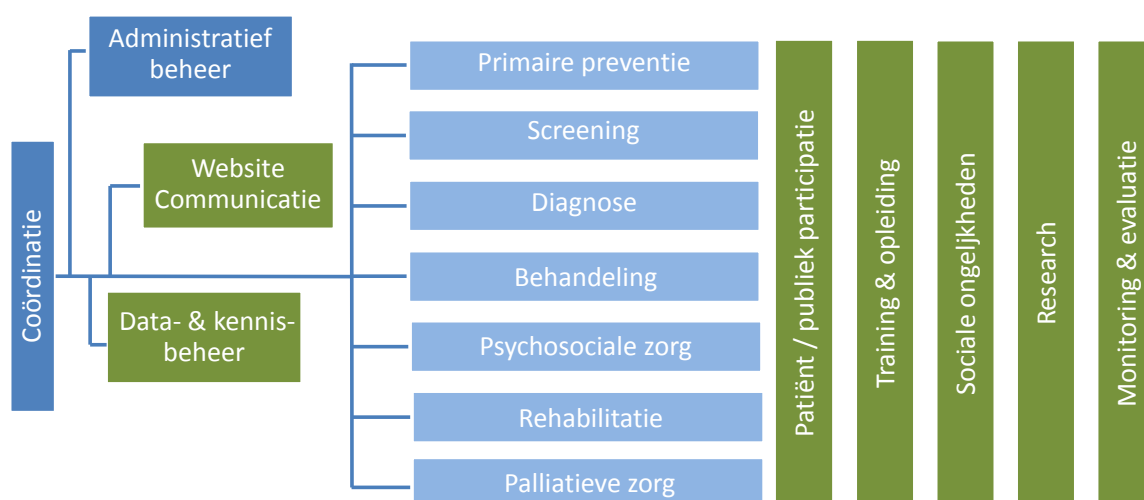 Administratief
beheer
Website
Communicatie
Coördinatie
Data- & kennis-
beheer
Primaire preventie
Screening
Diagnose
Behandeling
Psychosociale zorg
Rehabilitatie
Palliatieve zorg
Patiënt / publiek participatie
Training & opleiding
Sociale ongelijkheden
Research
Monitoring & evaluatie